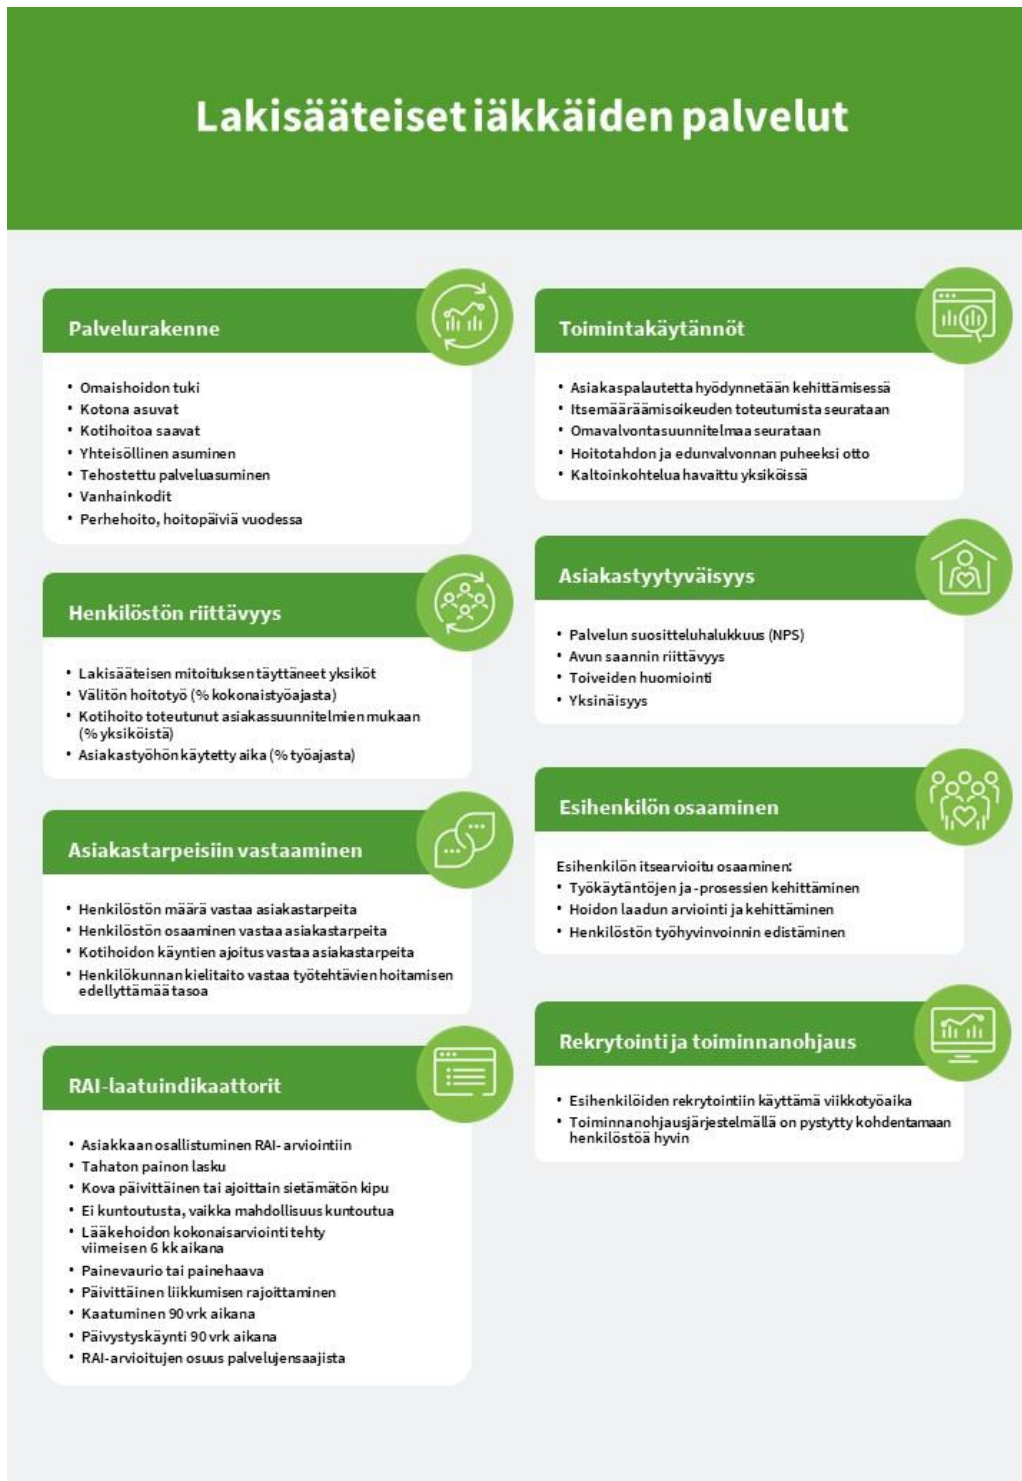 Lakisääteiset iäkkäiden palvelut
Palvelurakenne
• Omaishoidon tuki
• Kotona asuvat
• Kotihoitoa saavat
• Yhteisöllinen asuminen
• Tehostettu palveluasuminen
• Vanhainkodit
• Perhehoito, hoitopäiviä vuodessa
Henkilöstön riittävyys
• Lakisääteisen mitoituksen täyttäneet yksiköt
• Välitön hoitotyö (% kokonaistyöajasta)
• Kotihoito toteutunut asiakassuunnitelmien mukaan
(% yksiköistä)
• Asiakastyöhön käytetty aika (% työajasta)
Asiakastarpeisiin vastaaminen
• Henkilöstön määrä vastaa asiakastarpeita
• Henkilöstön osaaminen vastaa asiakastarpeita
• Kotihoidon käyntien ajoitus vastaa asiakastarpeita
• Henkilökunnan kielitaito vastaa työtehtävien hoitamisen
edellyttämää tasoa
RAI-laatuindikaattorit
• Asiakkaan osallistuminen RAI- arviointiin
• Tahaton painon lasku
• Kova päivittäinen tai ajoittain sietämätön kipu
• Ei kuntoutusta, vaikka mahdollisuus kuntoutua
• Lääkehoidon kokonaisarviointi tehty
viimeisen 6 kk aikana
• Painevaurio tai painehaava
• Päivittäinen liikkumisen rajoittaminen
• Kaatuminen 90 vrk aikana
• Päivystyskäynti 90 vrk aikana
• RAI-arvioitujen osuus palvelujensaajista
Toimintakäytännöt
• Asiakaspalautetta hyödynnetään kehittämisessä
• Itsemääräämisoikeuden toteutumista seurataan
• Omavalvontasuunnitelmaa seurataan
• Hoitotahdon ja edunvalvonnan puheeksi otto
• Kaltoinkohtelua havaittu yksiköissä
Asiakastyytyväisyys
• Palvelun suositteluhalukkuus (NPS)
• Avun saannin riittävyys
• Toiveiden huomiointi
• Yksinäisyys
Esihenkilön osaaminen
Esihenkilön itsearvioitu osaaminen:
• Työkäytäntöjen ja -prosessien kehittäminen
• Hoidon laadun arviointi ja kehittäminen
• Henkilöstön työhyvinvoinnin edistäminen
Rekrytointi ja toiminnanohjaus
• Esihenkilöiden rekrytointiin käyttämä viikkotyöaika
• Toiminnanohjausjärjestelmällä on pystytty kohdentamaan
henkilöstöä hyvin